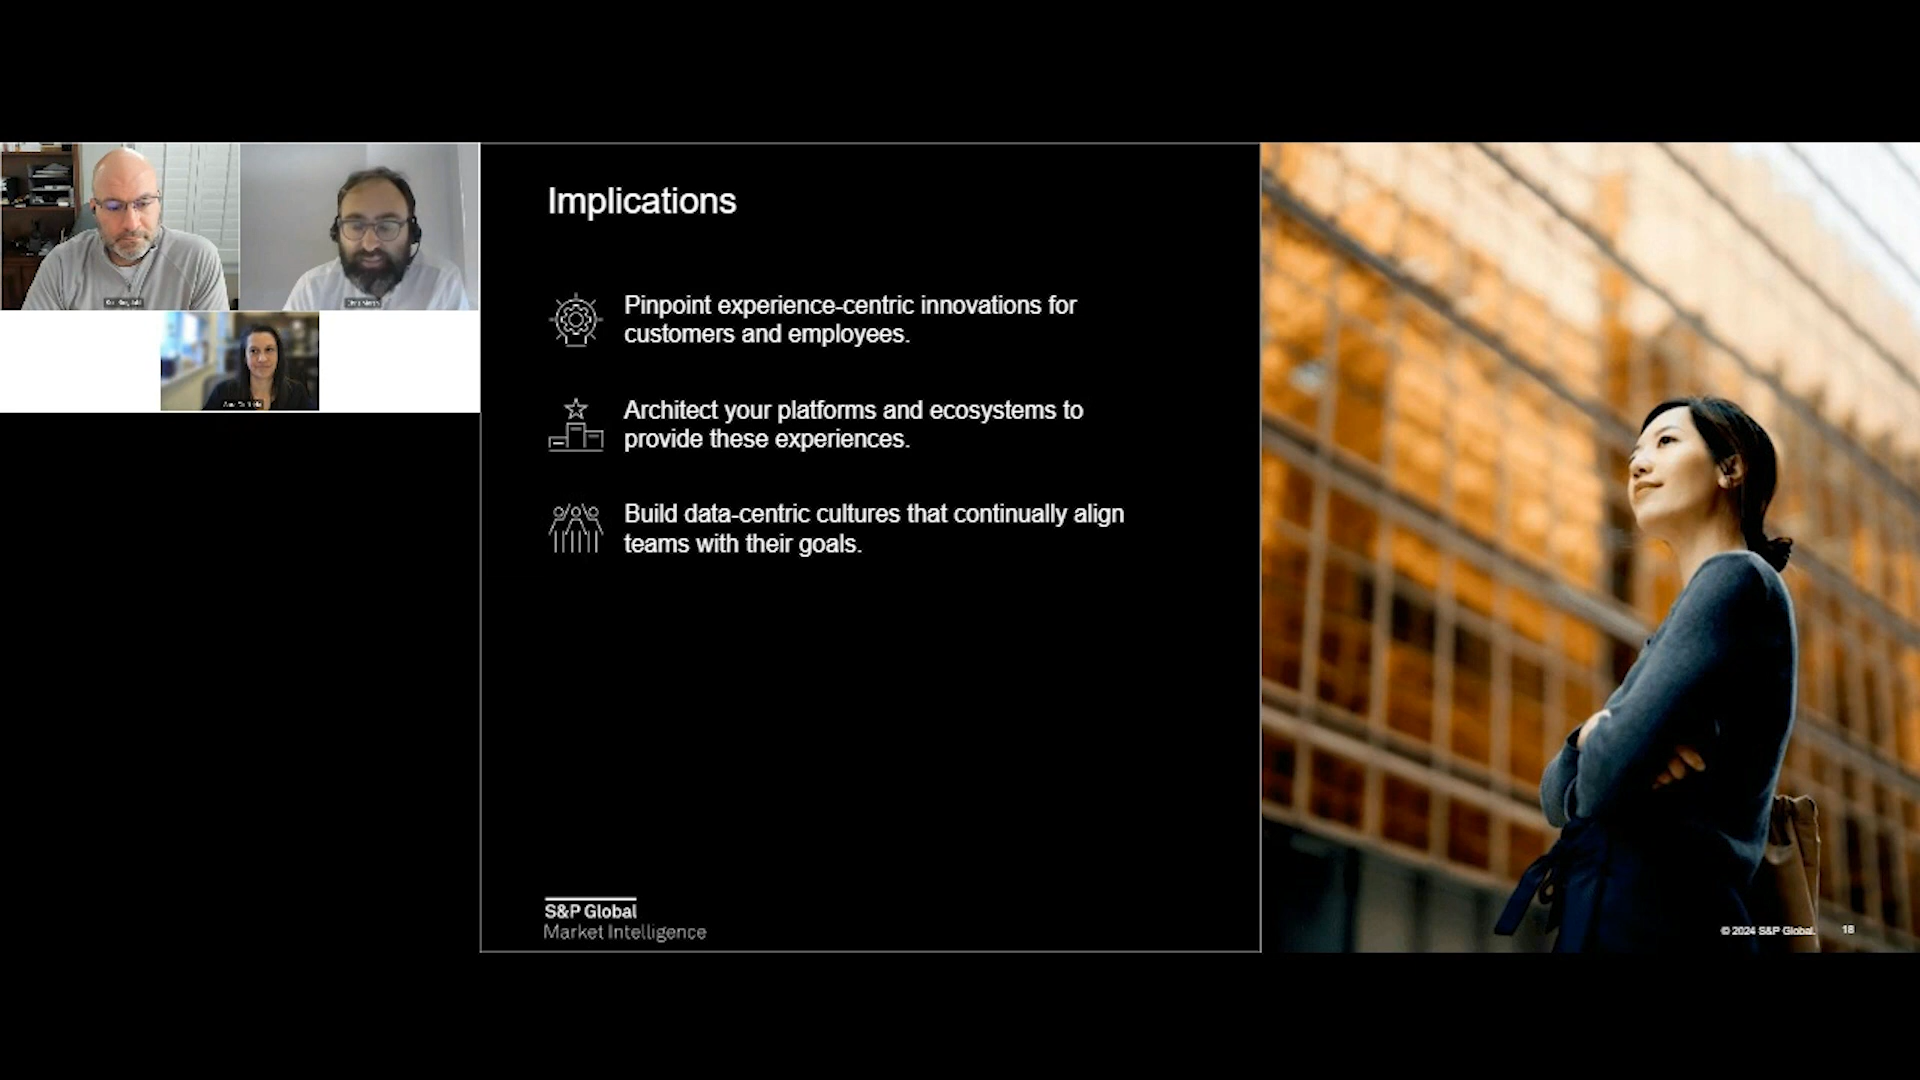 Implications
Pinpoint experience-centric innovations for
customers and employees.
Architect your platforms and ecosystems to
provide these experiences.
Build data-centric cultures that continually align
teams with their goals.
S&P Global
Market Intelligence
© 2024 S&P Global.
18